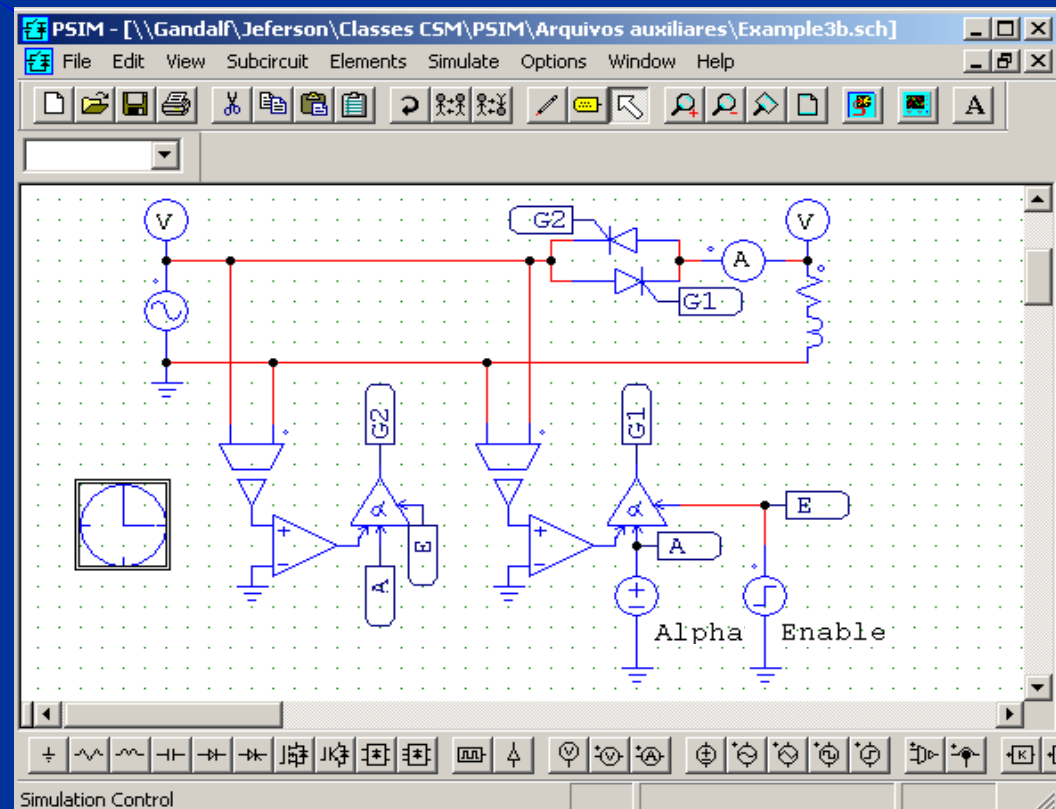 PSIM - [\\Gandalf\Jeferson\Classes CSM\PSIM\Arquivos auxiliares\Example3b.sch]
File Edit View Subcircuit Elements Simulate Options Window Help
A
V
G2
V
A
G1
G2
G1
α
α
E
E
A
A
Alpha
Enable
V
V
A
K
Simulation Control